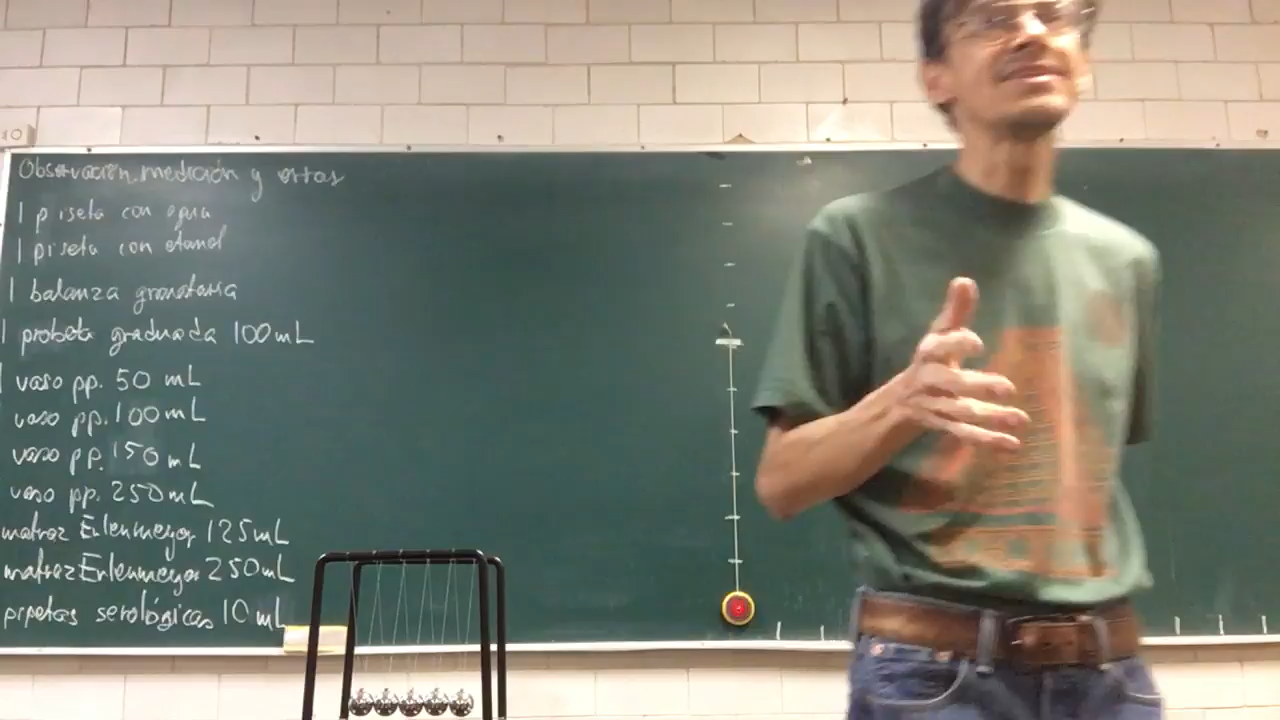 Observación, medición y
1 piseta con agua
1 piseta con etanol
1 balanza granataria
1 probeta graduada 100 mL
1 vaso pp. 50 mL
vaso pp. 100 mL
vaso pp. 150 mL
vaso pp. 250 mL
matraz Erlenmeyer 125 mL
matraz Erlenmeyer 250 mL
pipetas serológicas 10 mL